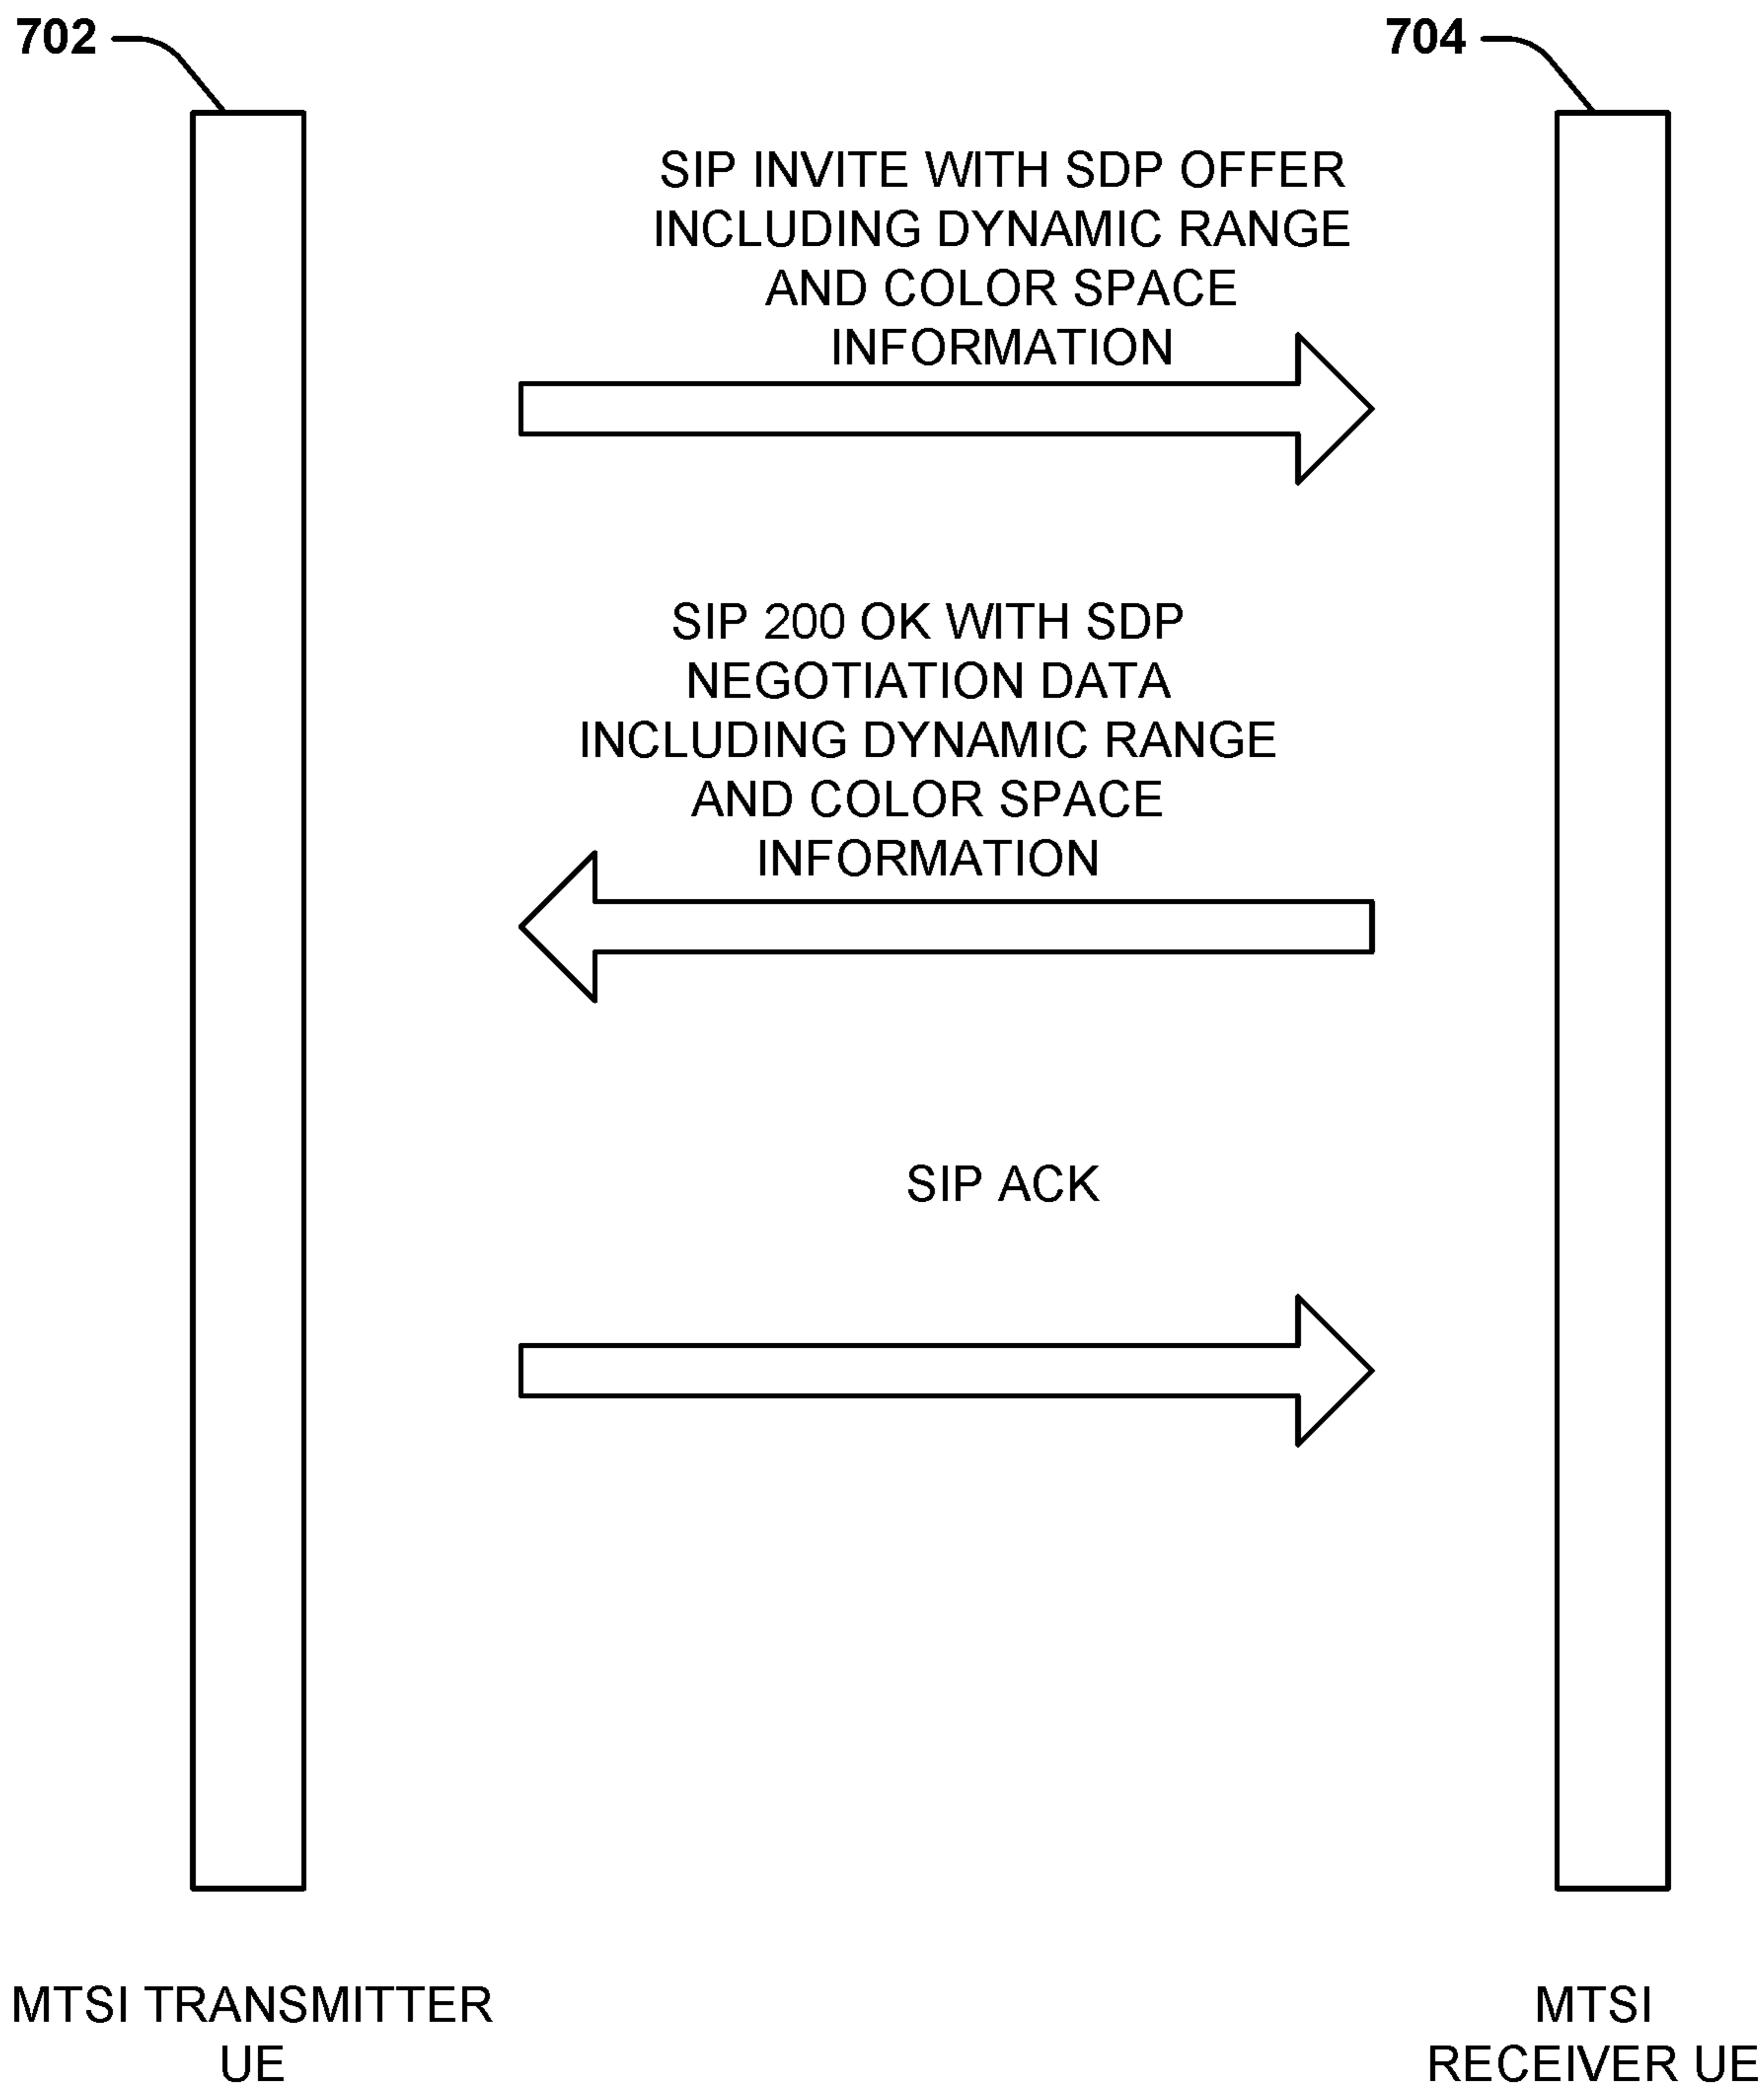 702
704
SIP INVITE WITH SDP OFFER
INCLUDING DYNAMIC RANGE
AND COLOR SPACE
INFORMATION
SIP 200 OK WITH SDP
NEGOTIATION DATA
INCLUDING DYNAMIC RANGE
AND COLOR SPACE
INFORMATION
SIP ACK
MTSI TRANSMITTER
UE
MTSI
RECEIVER UE